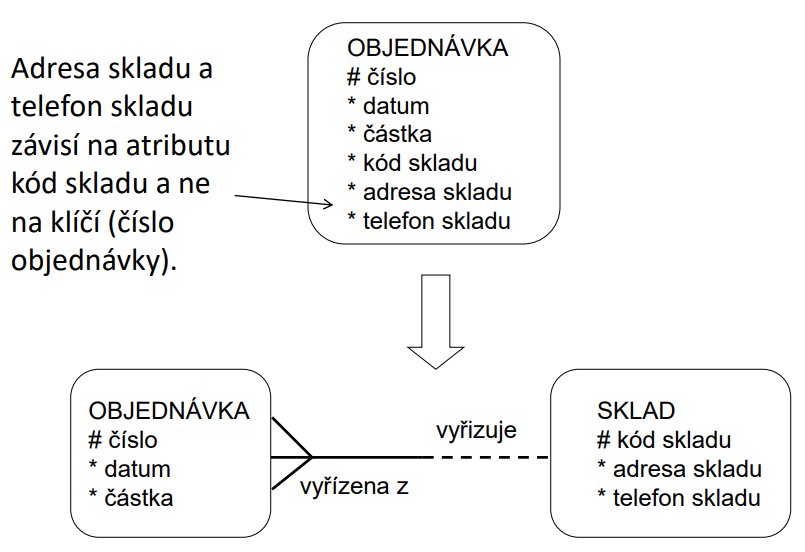 Adresa skladu a
telefon skladu
závisí na atributu
kód skladu a ne
na klíčí (číslo
objednávky).
OBJEDNÁVKA
# číslo
* datum
* částka
* kód skladu
* adresa skladu
* telefon skladu
OBJEDNÁVKA
# číslo
* datum
* částka
vyřizuje
vyřízena z
SKLAD
# kód skladu
* adresa skladu
* telefon skladu